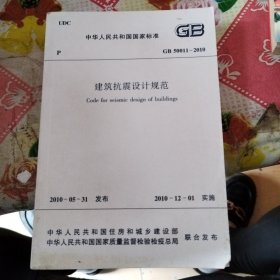 UDC
中华人民共和国国家标准 GB
P GB 50011-2010
建筑抗震设计规范
Code for seismic design of buildings
2010-05-31 发布 2010-12-01 实施
中华人民共和国住房和城乡建设部
中华人民共和国国家质量监督检验检疫总局 联合发布